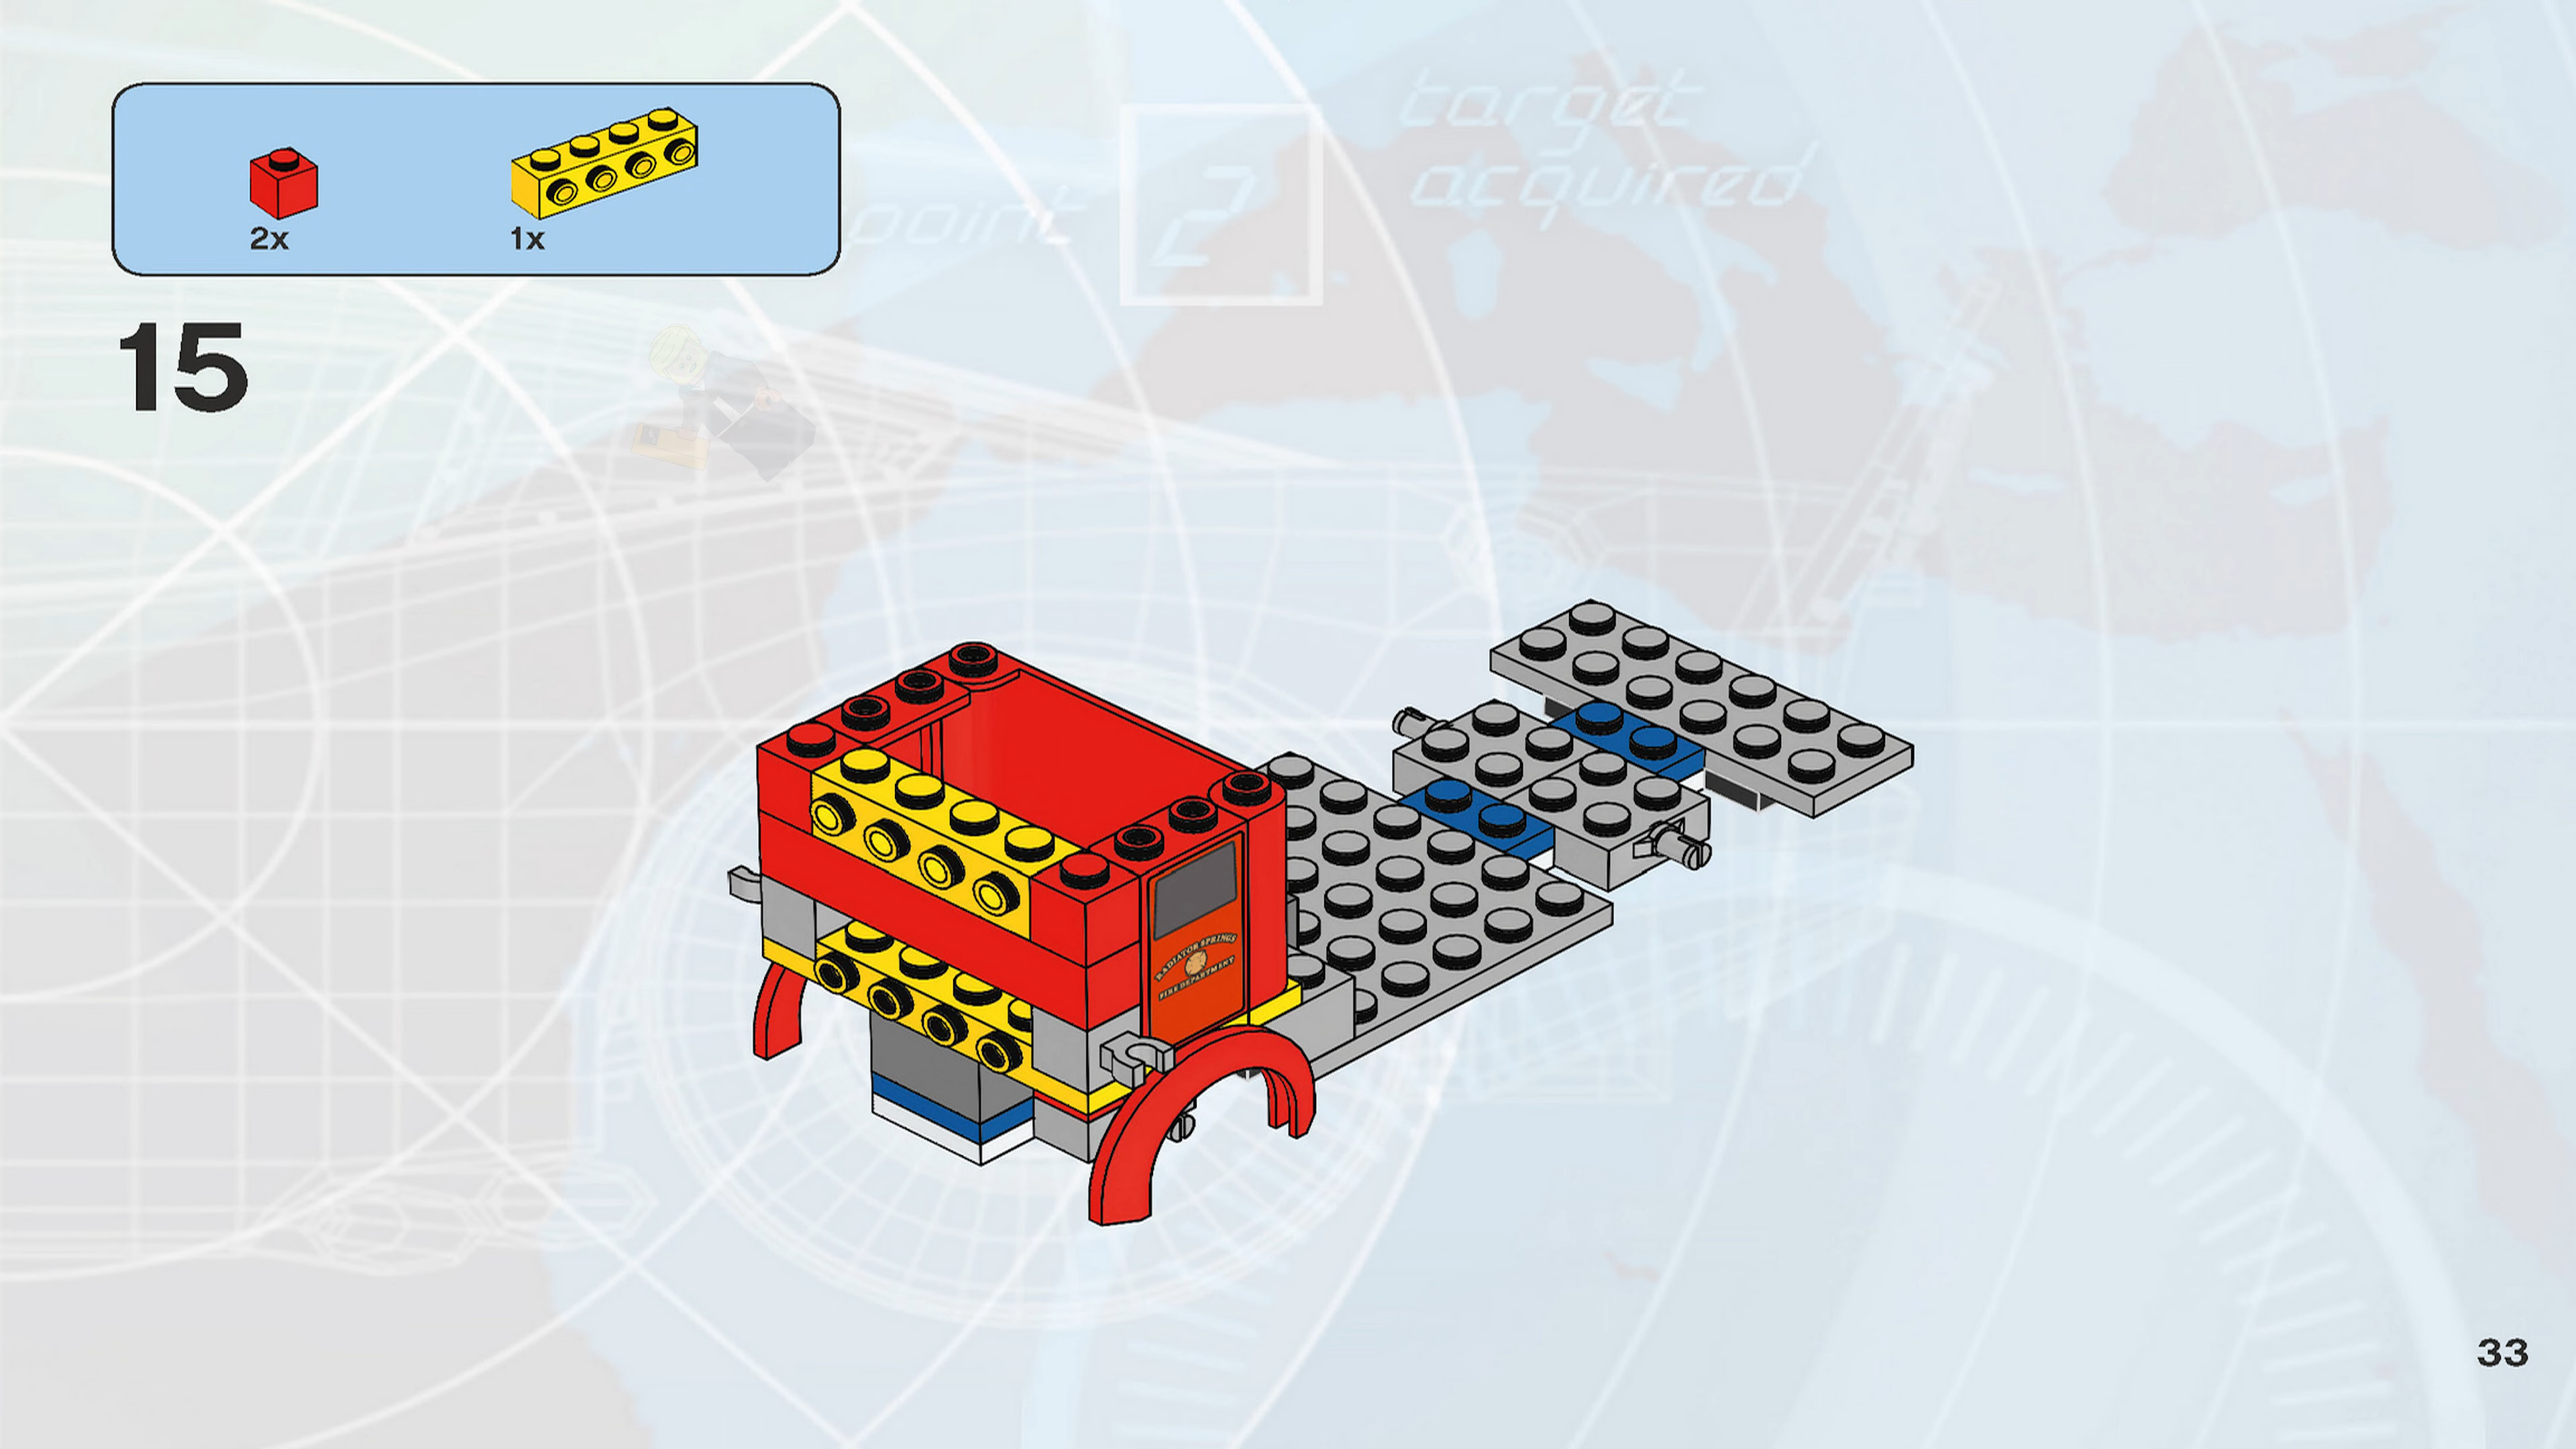 2x
1x
15
point
2
target
acquired
RADIATOR SPRINGS
FIRE DEPARTMENT
33